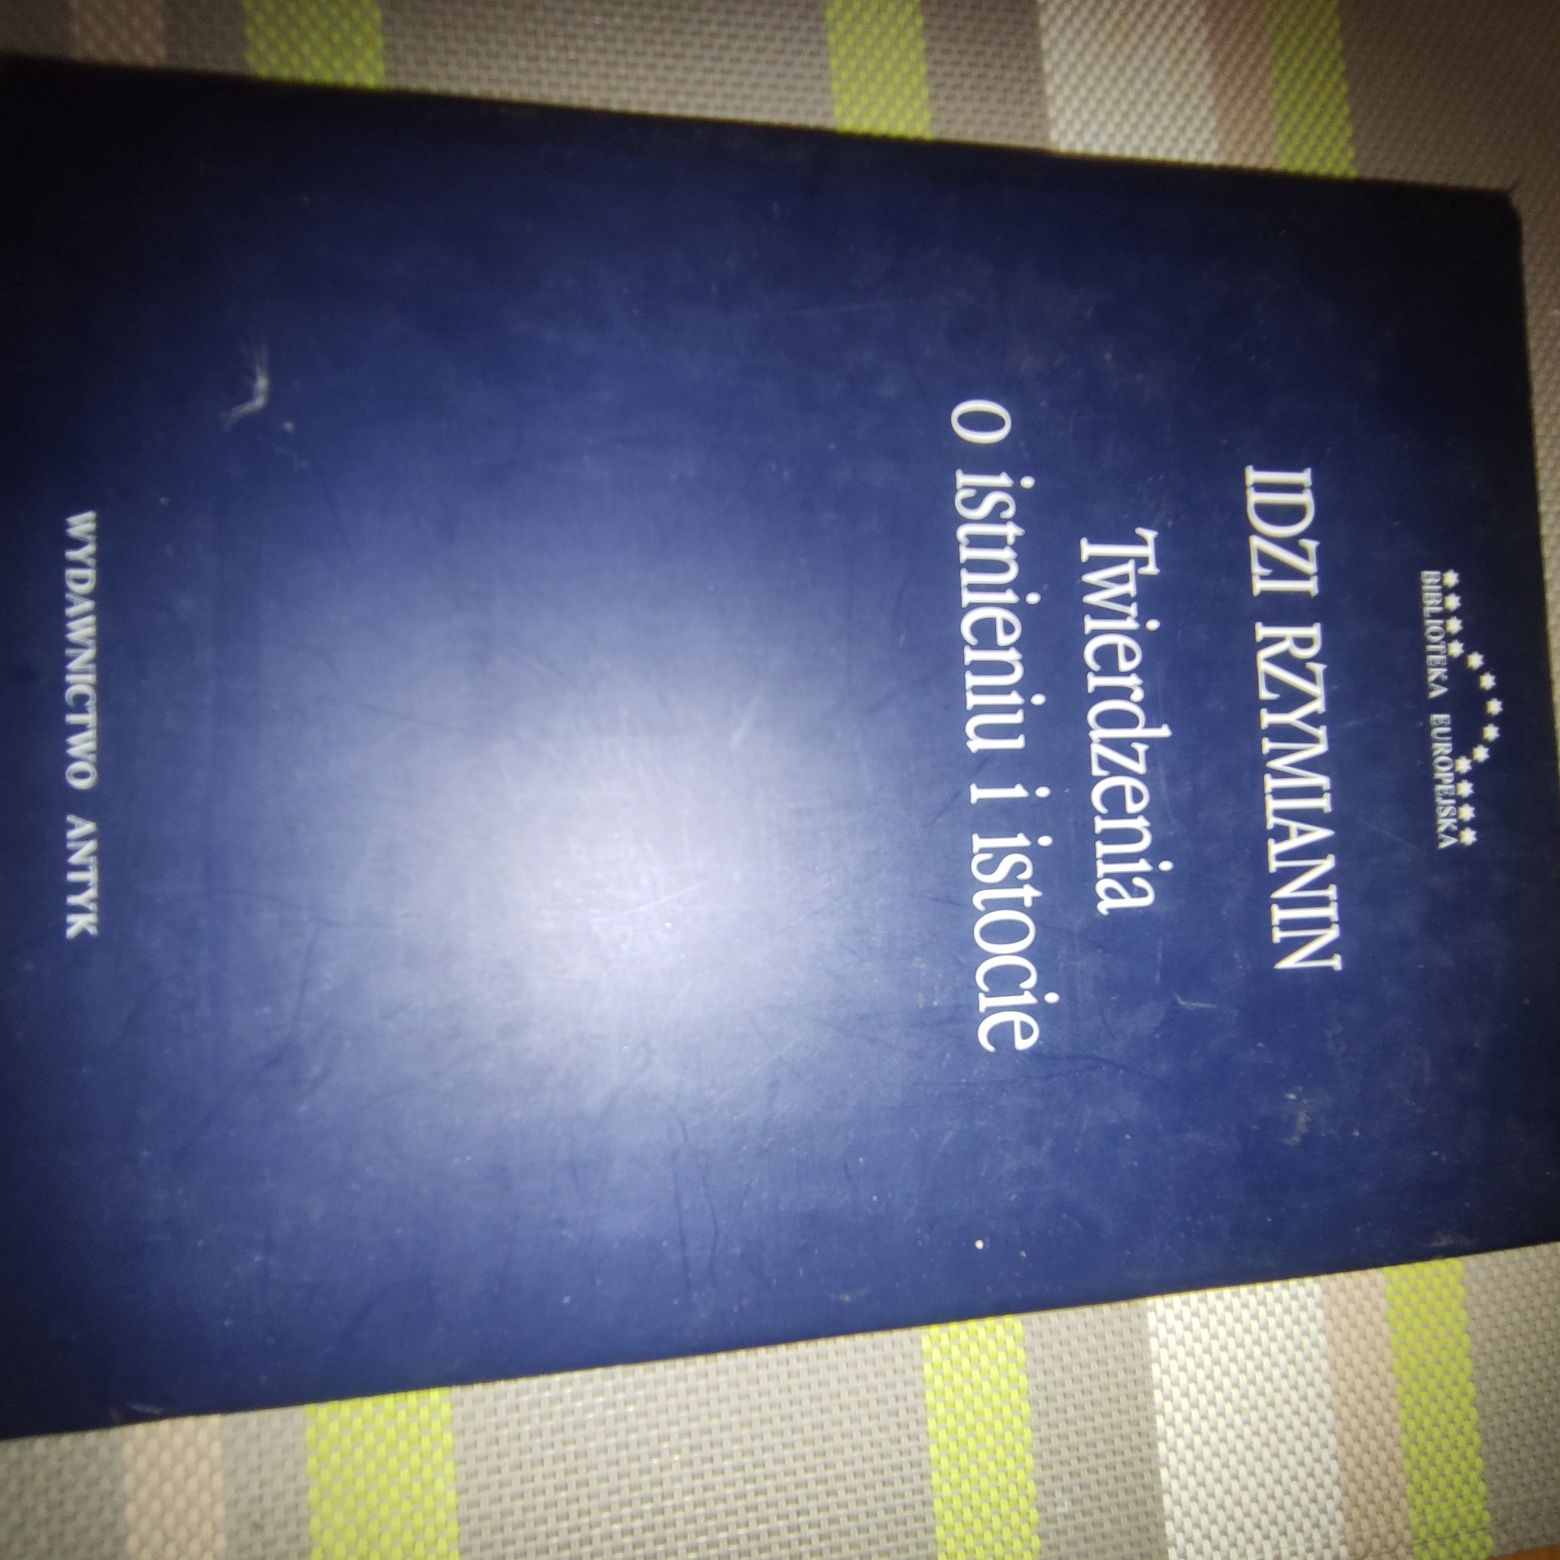 BIBLIOTEKA EUROPEJSKA
IDZI RZYMIANIN
Twierdzenia
o istnieniu i istocie
WYDAWNICTWO ANTYK